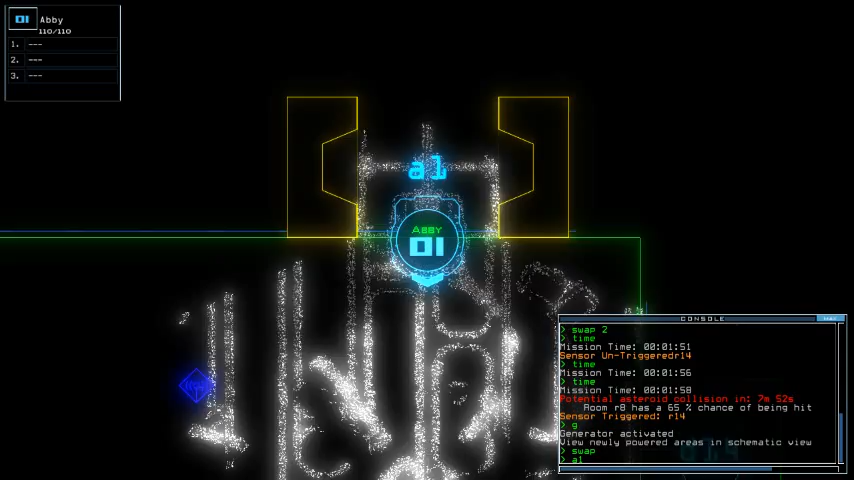 01 Abby
110/110
1. ---
2. ---
3. ---
a1
ABBY
01
CONSOLE
> swap 2
> time
Mission Time: 00:01:51
Sensor Un-Triggeredr14
> time
Mission Time: 00:01:56
> time
Mission Time: 00:01:58
Potential asteroid collision in: 7m 52s
Room r8 has a 65 % chance of being hit
Sensor Triggered: r14
> g
Generator activated
View newly powered areas in schematic view
> swap
> a1